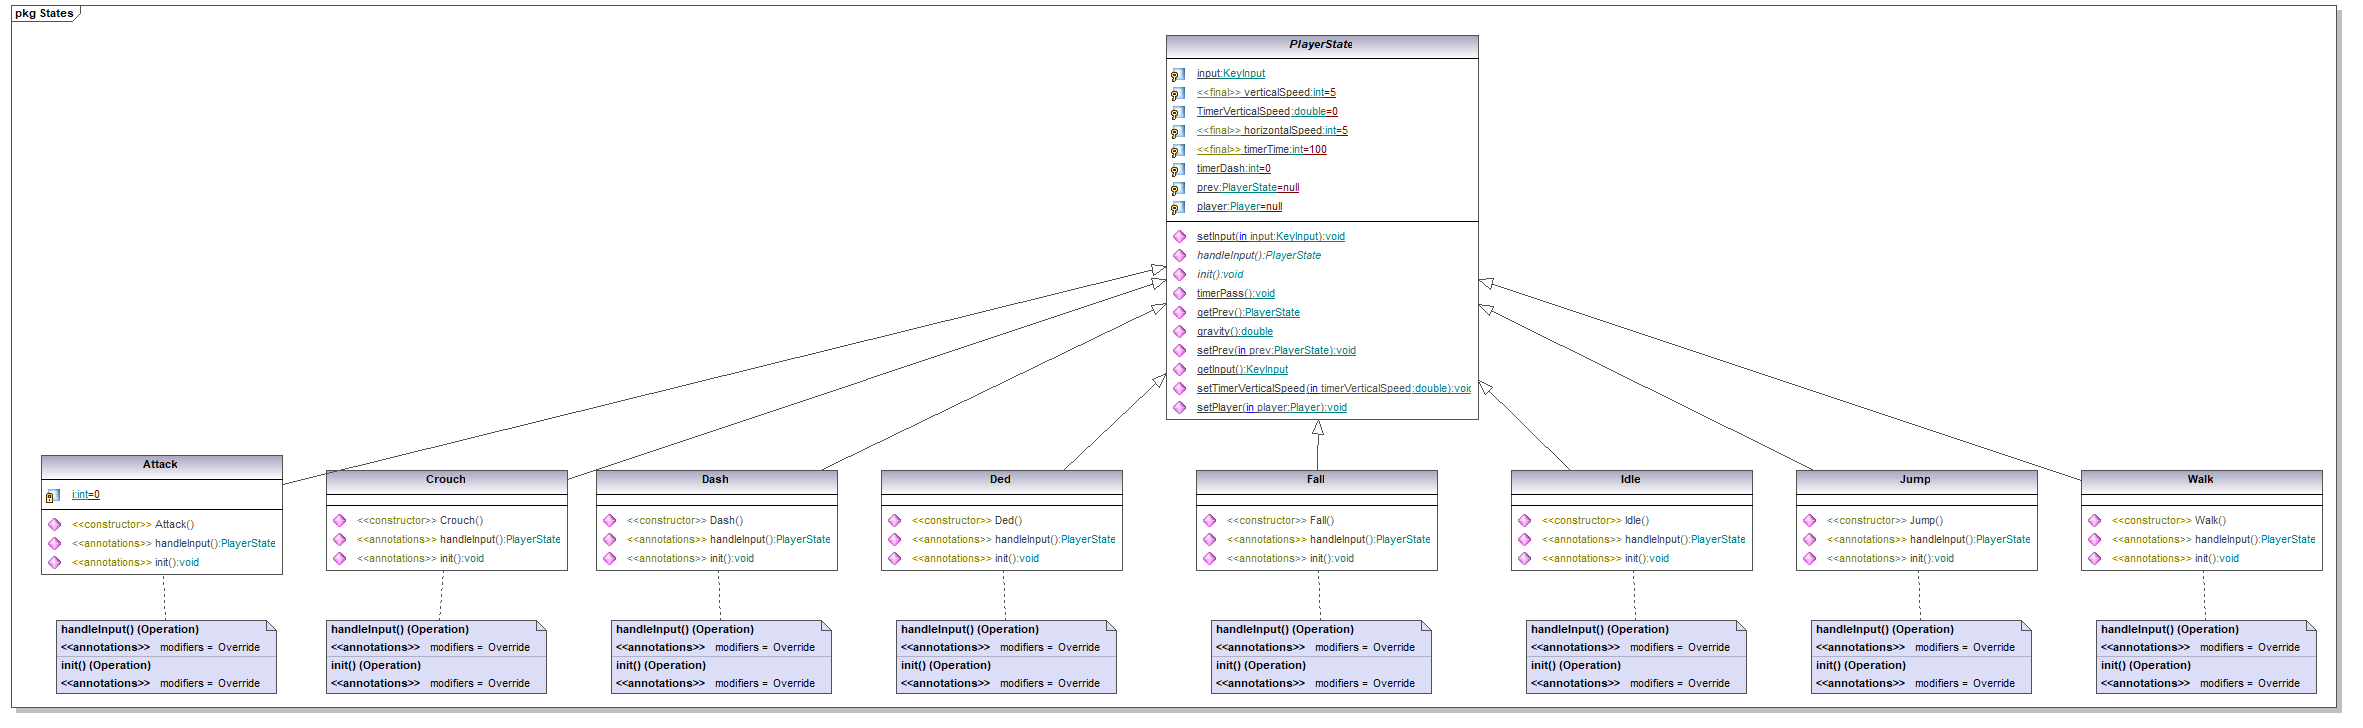 pkg States
PlayerState
input:KeyInput
<<final>> verticalSpeed:int=5
TimerVerticalSpeed:double=0
<<final>> horizontalSpeed:int=5
<<final>> timerTime:int=100
timerDash:int=0
prev:PlayerState=null
player:Player=null
setInput(in input:KeyInput):void
handleInput():PlayerState
init():void
timerPass():void
getPrev():PlayerState
gravity():double
setPrev(in prev:PlayerState):void
getInput():KeyInput
setTimerVerticalSpeed(in timerVerticalSpeed:double):voic
setPlayer(in player:Player):void
Attack
i:int=0
<<constructor>> Attack()
<<annotations>> handleInput():PlayerState
<<annotations>> init():void
handleInput() (Operation)
<<annotations>> modifiers = Override
init() (Operation)
<<annotations>> modifiers = Override
Crouch
<<constructor>> Crouch()
<<annotations>> handleInput():PlayerState
<<annotations>> init():void
handleInput() (Operation)
<<annotations>> modifiers = Override
init() (Operation)
<<annotations>> modifiers = Override
Dash
<<constructor>> Dash()
<<annotations>> handleInput():PlayerState
<<annotations>> init():void
handleInput() (Operation)
<<annotations>> modifiers = Override
init() (Operation)
<<annotations>> modifiers = Override
Ded
<<constructor>> Ded()
<<annotations>> handleInput():PlayerState
<<annotations>> init():void
handleInput() (Operation)
<<annotations>> modifiers = Override
init() (Operation)
<<annotations>> modifiers = Override
Fall
<<constructor>> Fall()
<<annotations>> handleInput():PlayerState
<<annotations>> init():void
handleInput() (Operation)
<<annotations>> modifiers = Override
init() (Operation)
<<annotations>> modifiers = Override
Idle
<<constructor>> Idle()
<<annotations>> handleInput():PlayerState
<<annotations>> init():void
handleInput() (Operation)
<<annotations>> modifiers = Override
init() (Operation)
<<annotations>> modifiers = Override
Jump
<<constructor>> Jump()
<<annotations>> handleInput():PlayerState
<<annotations>> init():void
handleInput() (Operation)
<<annotations>> modifiers = Override
init() (Operation)
<<annotations>> modifiers = Override
Walk
<<constructor>> Walk()
<<annotations>> handleInput():PlayerState
<<annotations>> init():void
handleInput() (Operation)
<<annotations>> modifiers = Override
init() (Operation)
<<annotations>> modifiers = Override